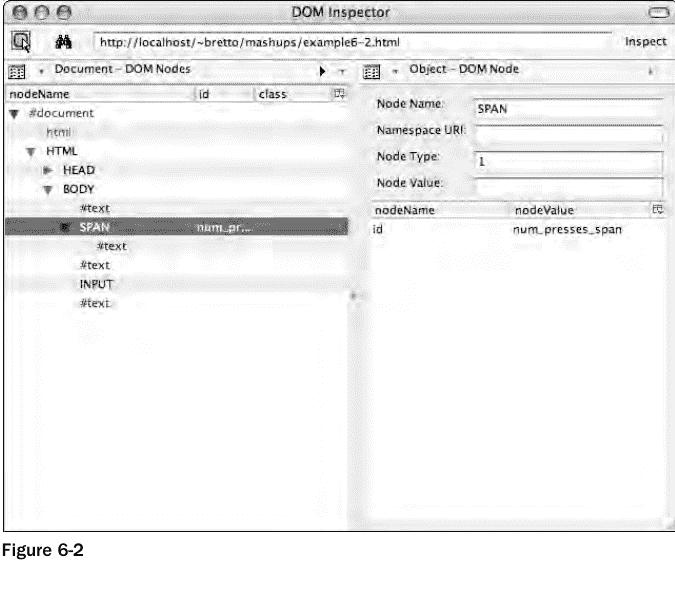 DOM Inspector
http://localhost/~bretto/mashups/example6-2.html Inspect
Document – DOM Nodes
nodeName id class
#document
html
HTML
HEAD
BODY
#text
SPAN num_pr...
#text
#text
INPUT
#text
Object – DOM Node
Node Name: SPAN
Namespace URI:
Node Type: 1
Node Value:
nodeName nodeValue
id num_presses_span
Figure 6-2